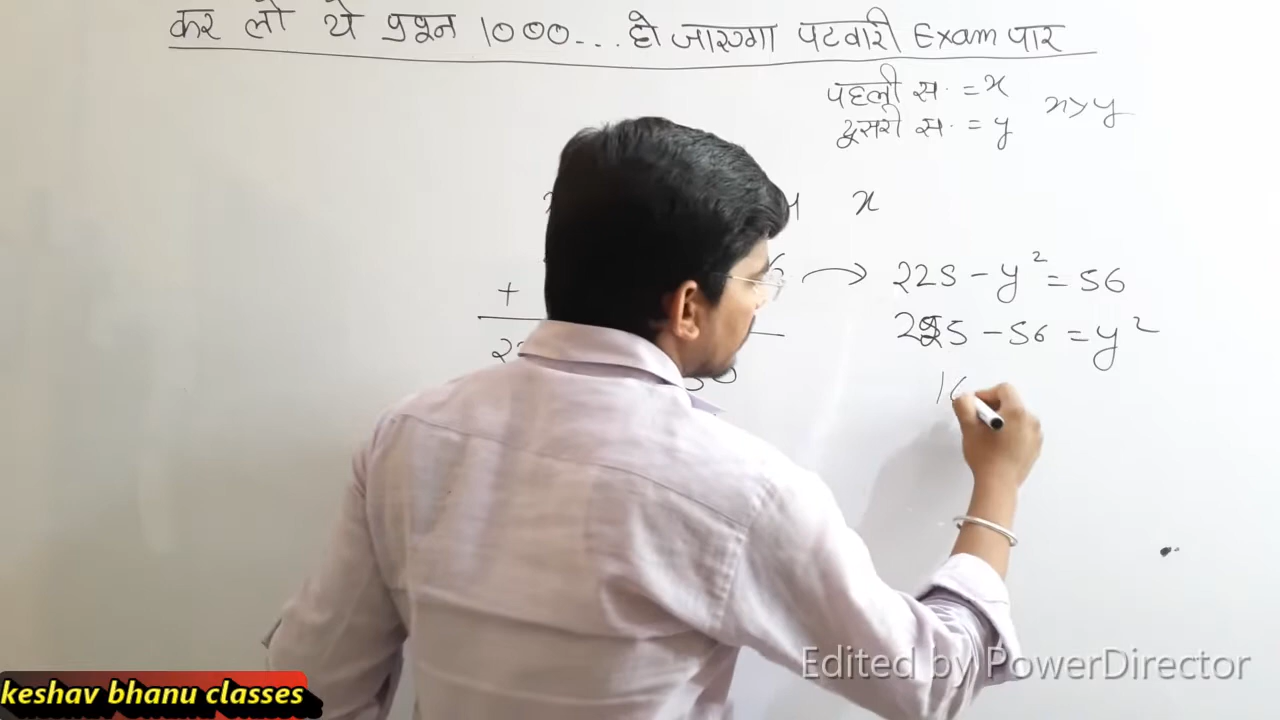 कर लो ये प्रश्न 1000... हो जाएगा पटवारी Exam पार
पहली स. = x
दूसरी स. = y
x > y
x
+
225 - y² = 56
225 - 56 = y²
16
Edited by PowerDirector
keshav bhanu classes